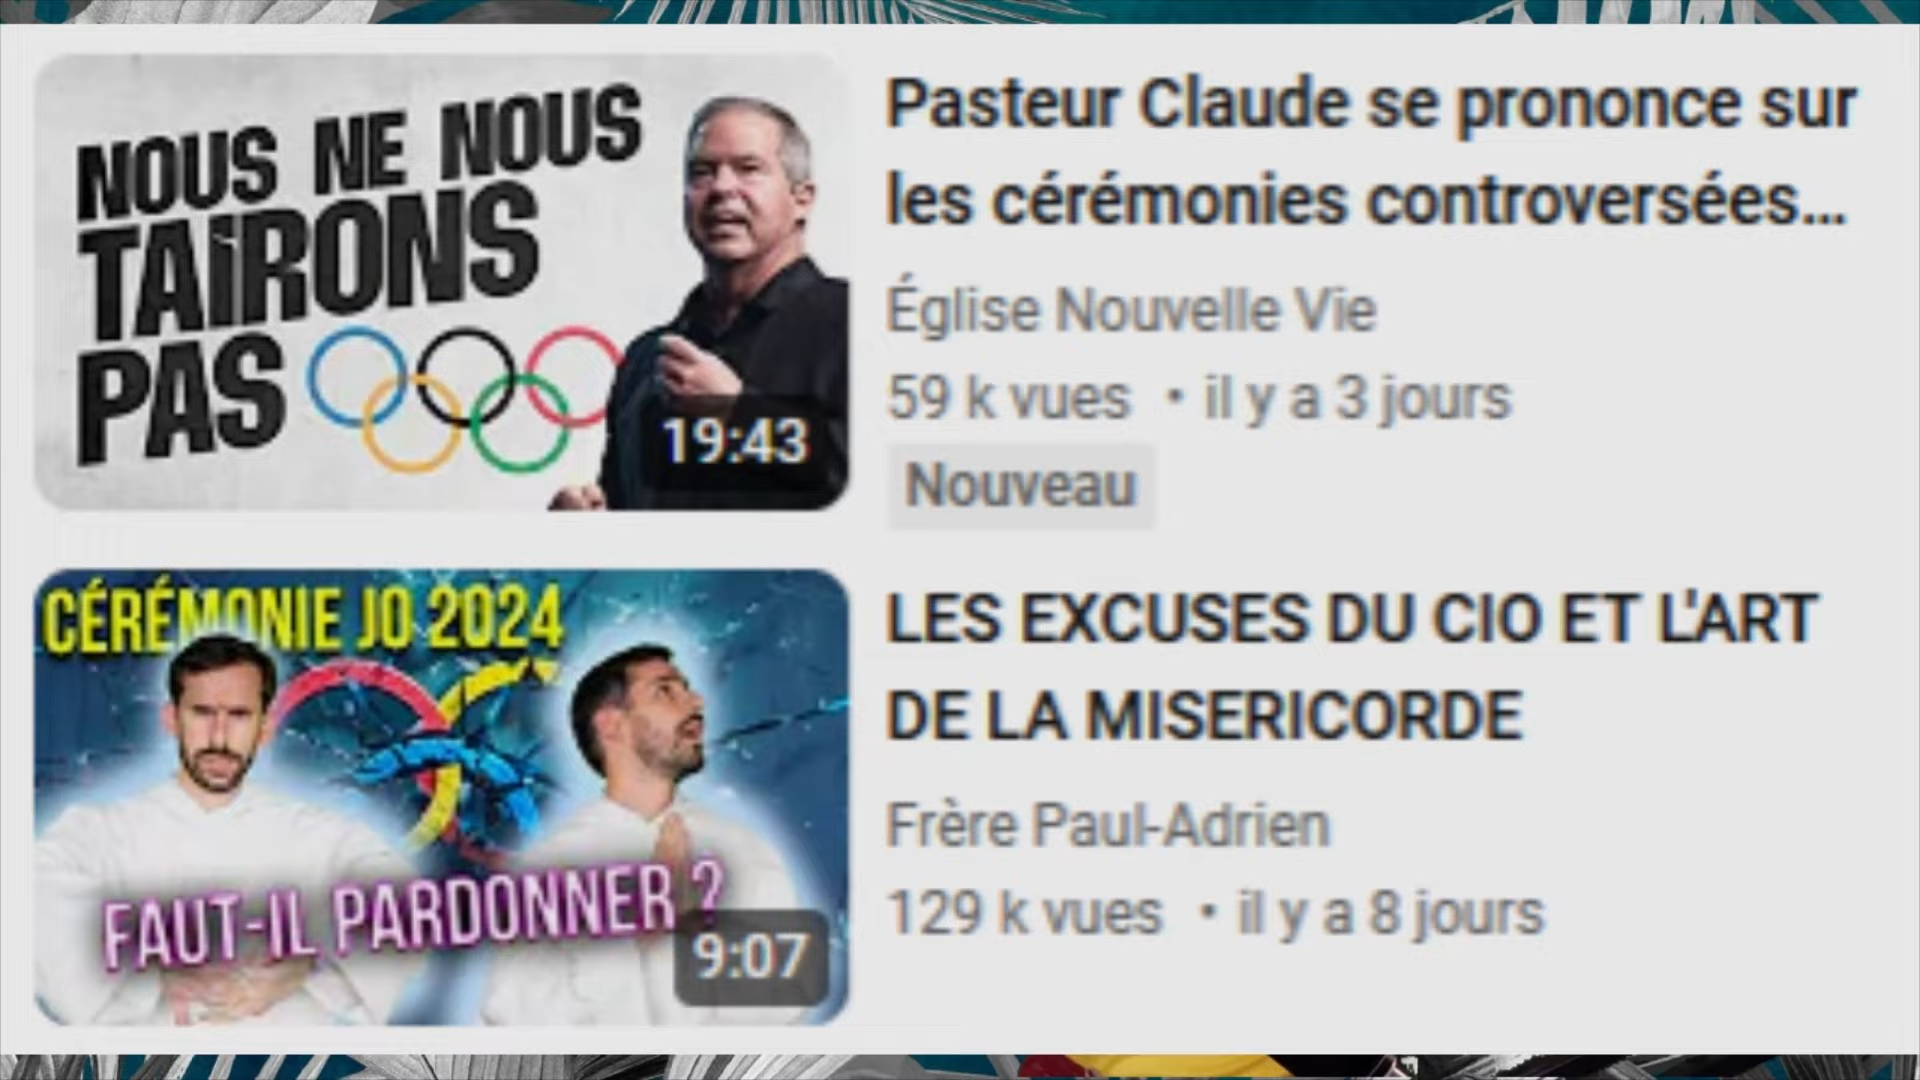 NOUS NE NOUS
TAIRONS
PAS
19:43
Pasteur Claude se prononce sur
les cérémonies controversées...
Église Nouvelle Vie
59 k vues • il y a 3 jours
Nouveau
CÉRÉMONIE JO 2024
FAUT-IL PARDONNER ?
9:07
LES EXCUSES DU CIO ET L'ART
DE LA MISERICORDE
Frère Paul-Adrien
129 k vues • il y a 8 jours